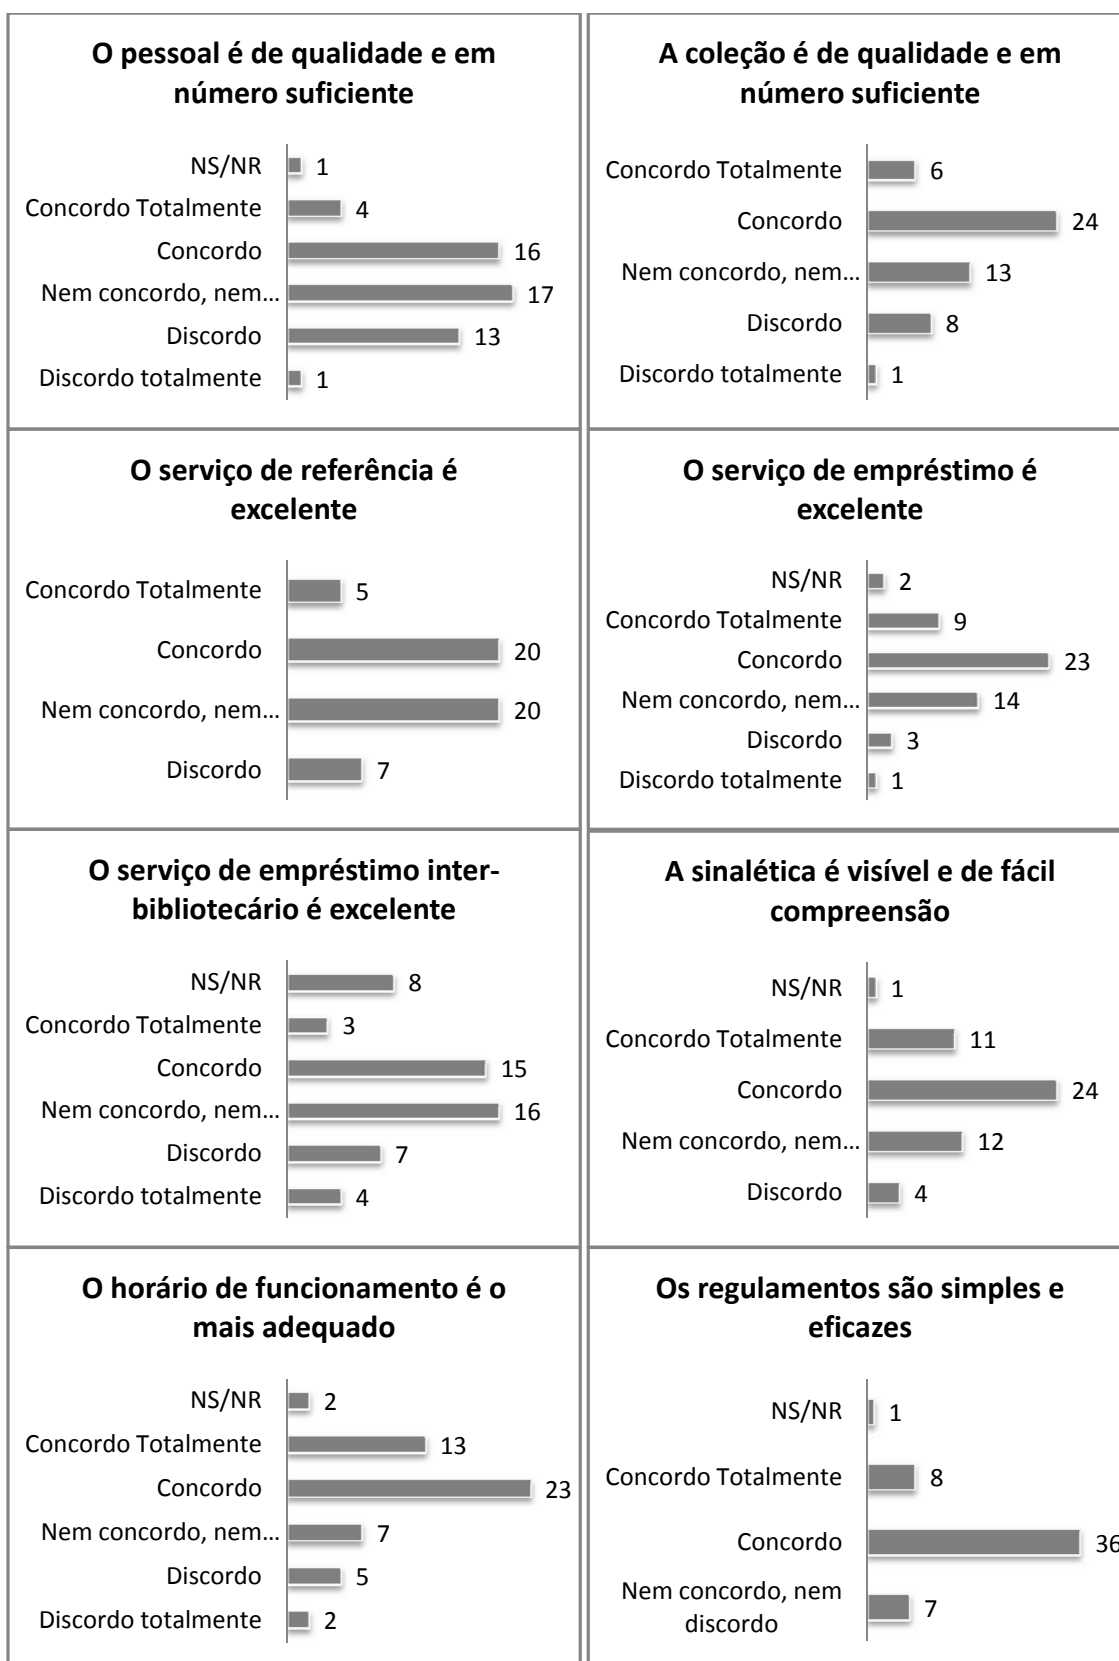 O pessoal é de qualidade e em
número suficiente
NS/NR 1
Concordo Totalmente 4
Concordo 16
Nem concordo, nem... 17
Discordo 13
Discordo totalmente 1
A coleção é de qualidade e em
número suficiente
Concordo Totalmente 6
Concordo 24
Nem concordo, nem... 13
Discordo 8
Discordo totalmente 1
O serviço de referência é
excelente
Concordo Totalmente 5
Concordo 20
Nem concordo, nem... 20
Discordo 7
O serviço de empréstimo é
excelente
NS/NR 2
Concordo Totalmente 9
Concordo 23
Nem concordo, nem... 14
Discordo 3
Discordo totalmente 1
O serviço de empréstimo inter-
bibliotecário é excelente
NS/NR 8
Concordo Totalmente 3
Concordo 15
Nem concordo, nem... 16
Discordo 7
Discordo totalmente 4
A sinalética é visível e de fácil
compreensão
NS/NR 1
Concordo Totalmente 11
Concordo 24
Nem concordo, nem... 12
Discordo 4
O horário de funcionamento é o
mais adequado
NS/NR 2
Concordo Totalmente 13
Concordo 23
Nem concordo, nem... 7
Discordo 5
Discordo totalmente 2
Os regulamentos são simples e
eficazes
NS/NR 1
Concordo Totalmente 8
Concordo 36
Nem concordo, nem
discordo 7